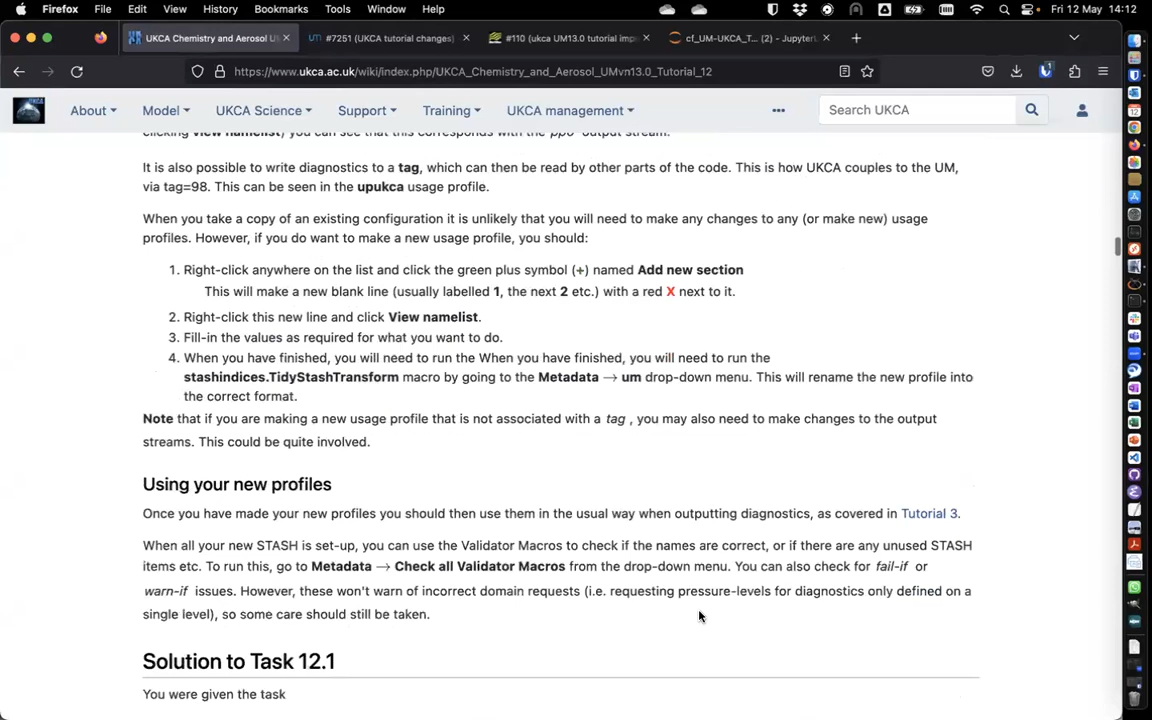 Firefox File Edit View History Bookmarks Tools Window Help Fri 12 May 14:12
UKCA Chemistry and Aerosol U #7251 (UKCA tutorial changes) #110 (ukca UM13.0 tutorial imp cf_UM-UKCA_T... (2) - Jupyter
https://www.ukca.ac.uk/wiki/index.php/UKCA_Chemistry_and_Aerosol_UMvn13.0_Tutorial_12
About Model UKCA Science Support Training UKCA management ••• Search UKCA
clicking view namelist) you can see that this corresponds with the pp0 output stream.
It is also possible to write diagnostics to a tag, which can then be read by other parts of the code. This is how UKCA couples to the UM,
via tag=98. This can be seen in the upukca usage profile.
When you take a copy of an existing configuration it is unlikely that you will need to make any changes to any (or make new) usage
profiles. However, if you do want to make a new usage profile, you should:
1. Right-click anywhere on the list and click the green plus symbol (+) named Add new section
This will make a new blank line (usually labelled 1, the next 2 etc.) with a red X next to it.
2. Right-click this new line and click View namelist.
3. Fill-in the values as required for what you want to do.
4. When you have finished, you will need to run the When you have finished, you will need to run the
stashindices.TidyStashTransform macro by going to the Metadata → um drop-down menu. This will rename the new profile into
the correct format.
Note that if you are making a new usage profile that is not associated with a tag , you may also need to make changes to the output
streams. This could be quite involved.
Using your new profiles
Once you have made your new profiles you should then use them in the usual way when outputting diagnostics, as covered in Tutorial 3.
When all your new STASH is set-up, you can use the Validator Macros to check if the names are correct, or if there are any unused STASH
items etc. To run this, go to Metadata → Check all Validator Macros from the drop-down menu. You can also check for fail-if or
warn-if issues. However, these won't warn of incorrect domain requests (i.e. requesting pressure-levels for diagnostics only defined on a
single level), so some care should still be taken.
Solution to Task 12.1
You were given the task